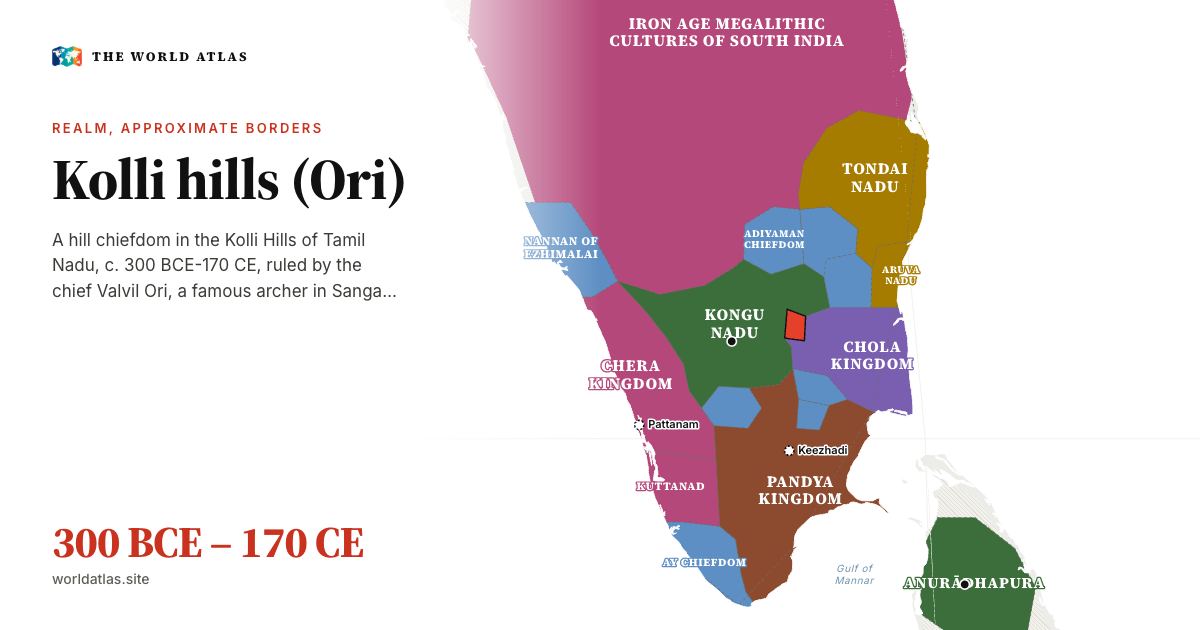 THE WORLD ATLAS
REALM, APPROXIMATE BORDERS
Kolli hills (Ori)
A hill chiefdom in the Kolli Hills of Tamil
Nadu, c. 300 BCE-170 CE, ruled by the
chief Valvil Ori, a famous archer in Sanga...
300 BCE – 170 CE
worldatlas.site
IRON AGE MEGALITHIC
CULTURES OF SOUTH INDIA
TONDAI
NADU
NANNAN OF
EZHIMALAI
ADIYAMAN
CHIEFDOM
ARUVA
NADU
KONGU
NADU
CHOLA
KINGDOM
CHERA
KINGDOM
Pattanam
Keezhadi
KUTTANAD
PANDYA
KINGDOM
AY CHIEFDOM
Gulf of
Mannar
ANURĀDHAPURA